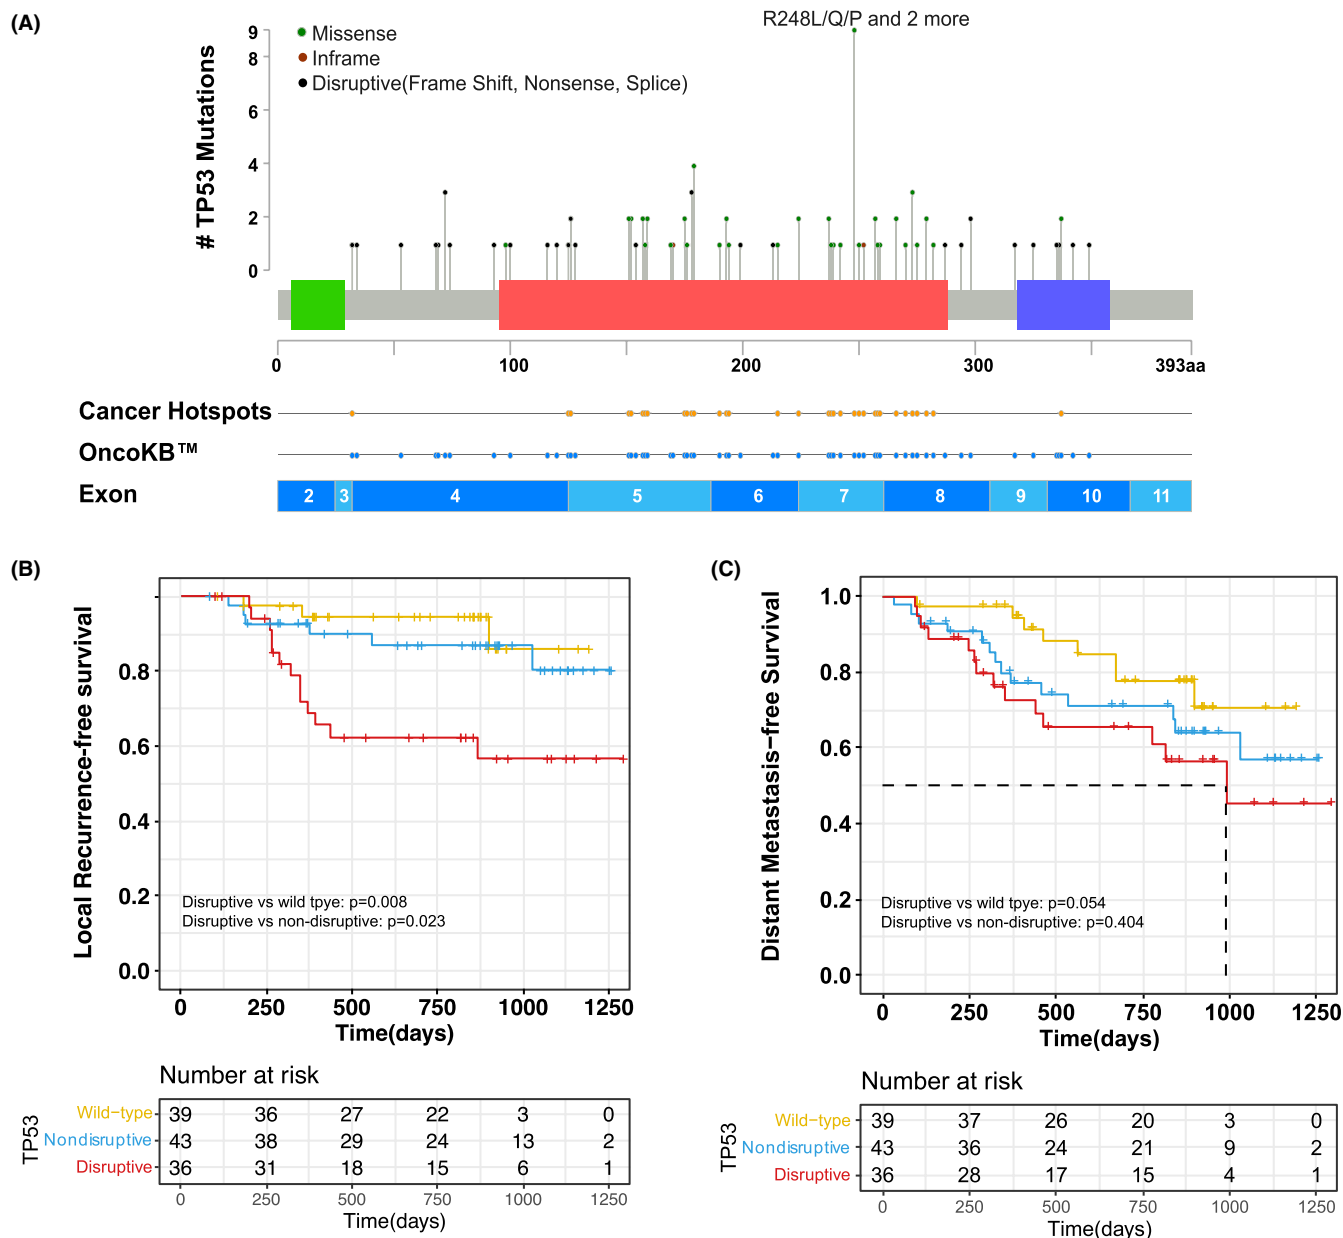 (A)
R248L/Q/P and 2 more
# TP53 Mutations
9
8
6
4
2
0
Missense
Inframe
Disruptive(Frame Shift, Nonsense, Splice)
0 100 200 300 393aa
Cancer Hotspots
OncoKB™
Exon 2 3 4 5 6 7 8 9 10 11
(B)
Local Recurrence-free survival
0.8
0.6
0.4
0.2
0.0
Disruptive vs wild tpye: p=0.008
Disruptive vs non-disruptive: p=0.023
0 250 500 750 1000 1250
Time(days)
Number at risk
TP53
Wild-type 39 36 27 22 3 0
Nondisruptive 43 38 29 24 13 2
Disruptive 36 31 18 15 6 1
0 250 500 750 1000 1250
Time(days)
(C)
Distant Metastasis-free Survival
1.0
0.8
0.6
0.4
0.2
0.0
Disruptive vs wild tpye: p=0.054
Disruptive vs non-disruptive: p=0.404
0 250 500 750 1000 1250
Time(days)
Number at risk
TP53
Wild-type 39 37 26 20 3 0
Nondisruptive 43 36 24 21 9 2
Disruptive 36 28 17 15 4 1
0 250 500 750 1000 1250
Time(days)